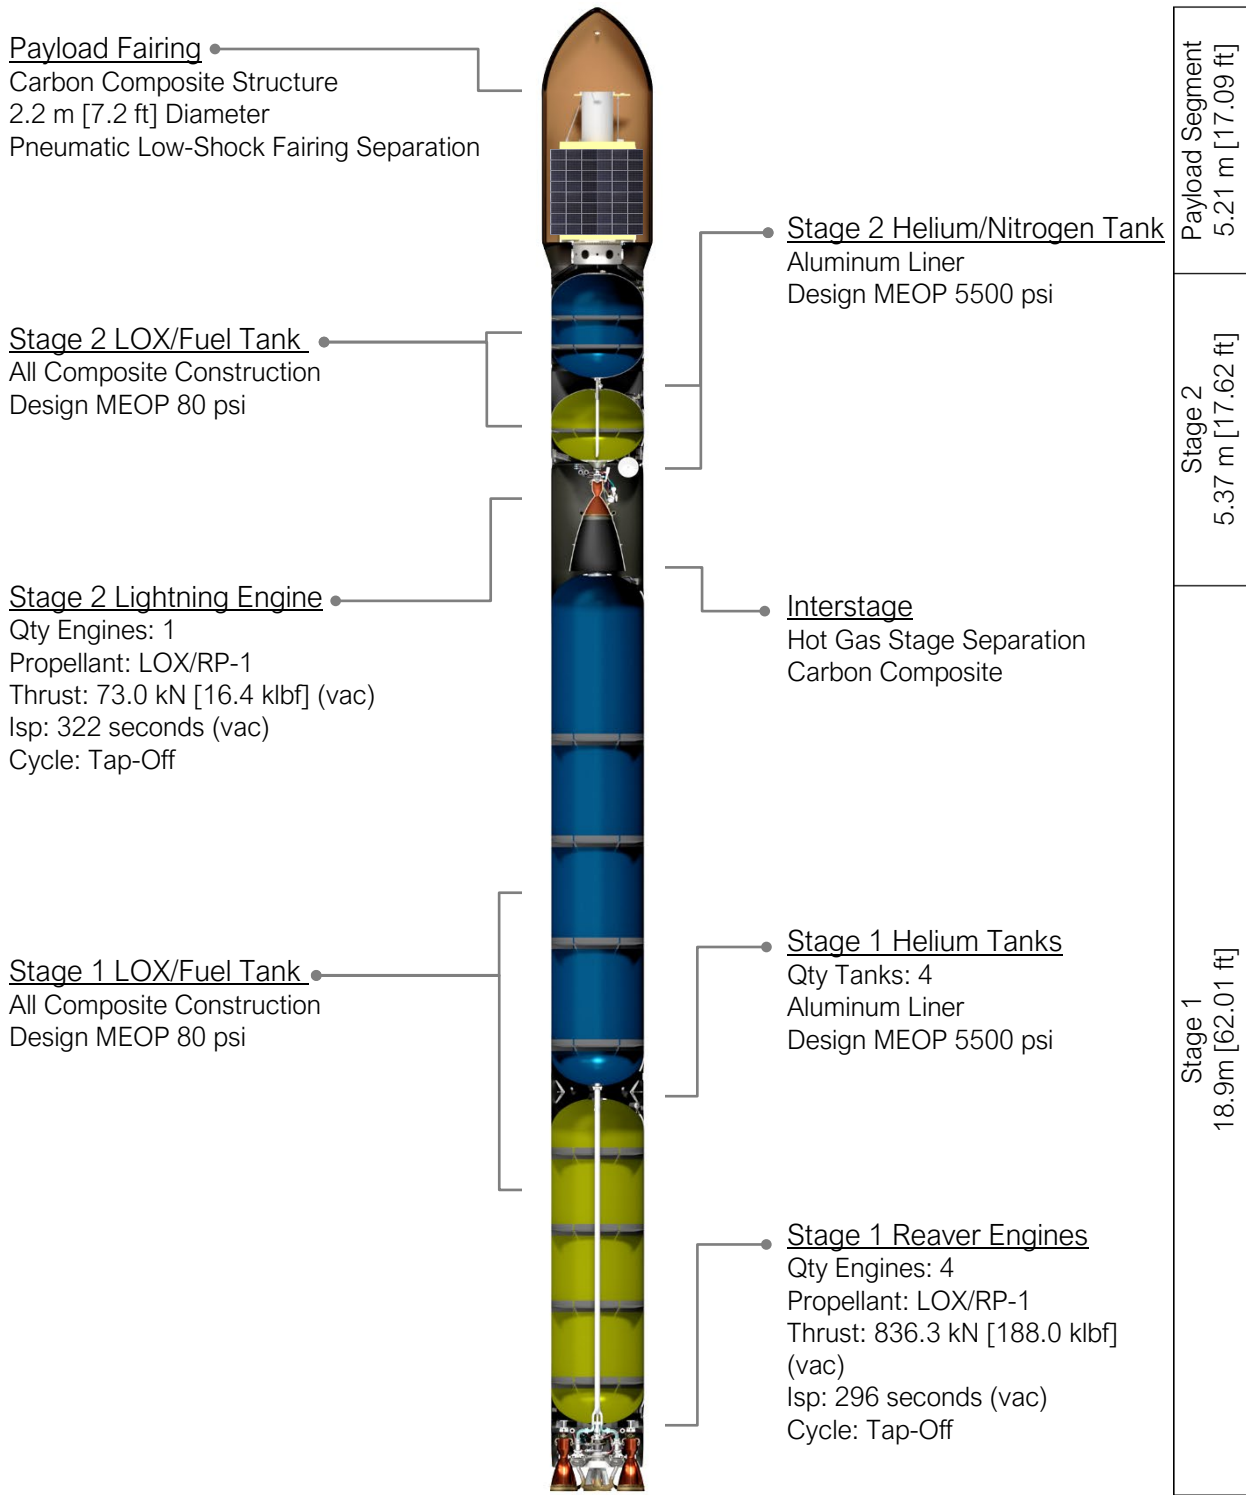 Payload Fairing
Carbon Composite Structure
2.2 m [7.2 ft] Diameter
Pneumatic Low-Shock Fairing Separation
Stage 2 LOX/Fuel Tank
All Composite Construction
Design MEOP 80 psi
Stage 2 Lightning Engine
Qty Engines: 1
Propellant: LOX/RP-1
Thrust: 73.0 kN [16.4 klbf] (vac)
Isp: 322 seconds (vac)
Cycle: Tap-Off
Stage 1 LOX/Fuel Tank
All Composite Construction
Design MEOP 80 psi
Stage 2 Helium/Nitrogen Tank
Aluminum Liner
Design MEOP 5500 psi
Interstage
Hot Gas Stage Separation
Carbon Composite
Stage 1 Helium Tanks
Qty Tanks: 4
Aluminum Liner
Design MEOP 5500 psi
Stage 1 Reaver Engines
Qty Engines: 4
Propellant: LOX/RP-1
Thrust: 836.3 kN [188.0 klbf]
(vac)
Isp: 296 seconds (vac)
Cycle: Tap-Off
Payload Segment
5.21 m [17.09 ft]
Stage 2
5.37 m [17.62 ft]
Stage 1
18.9m [62.01 ft]